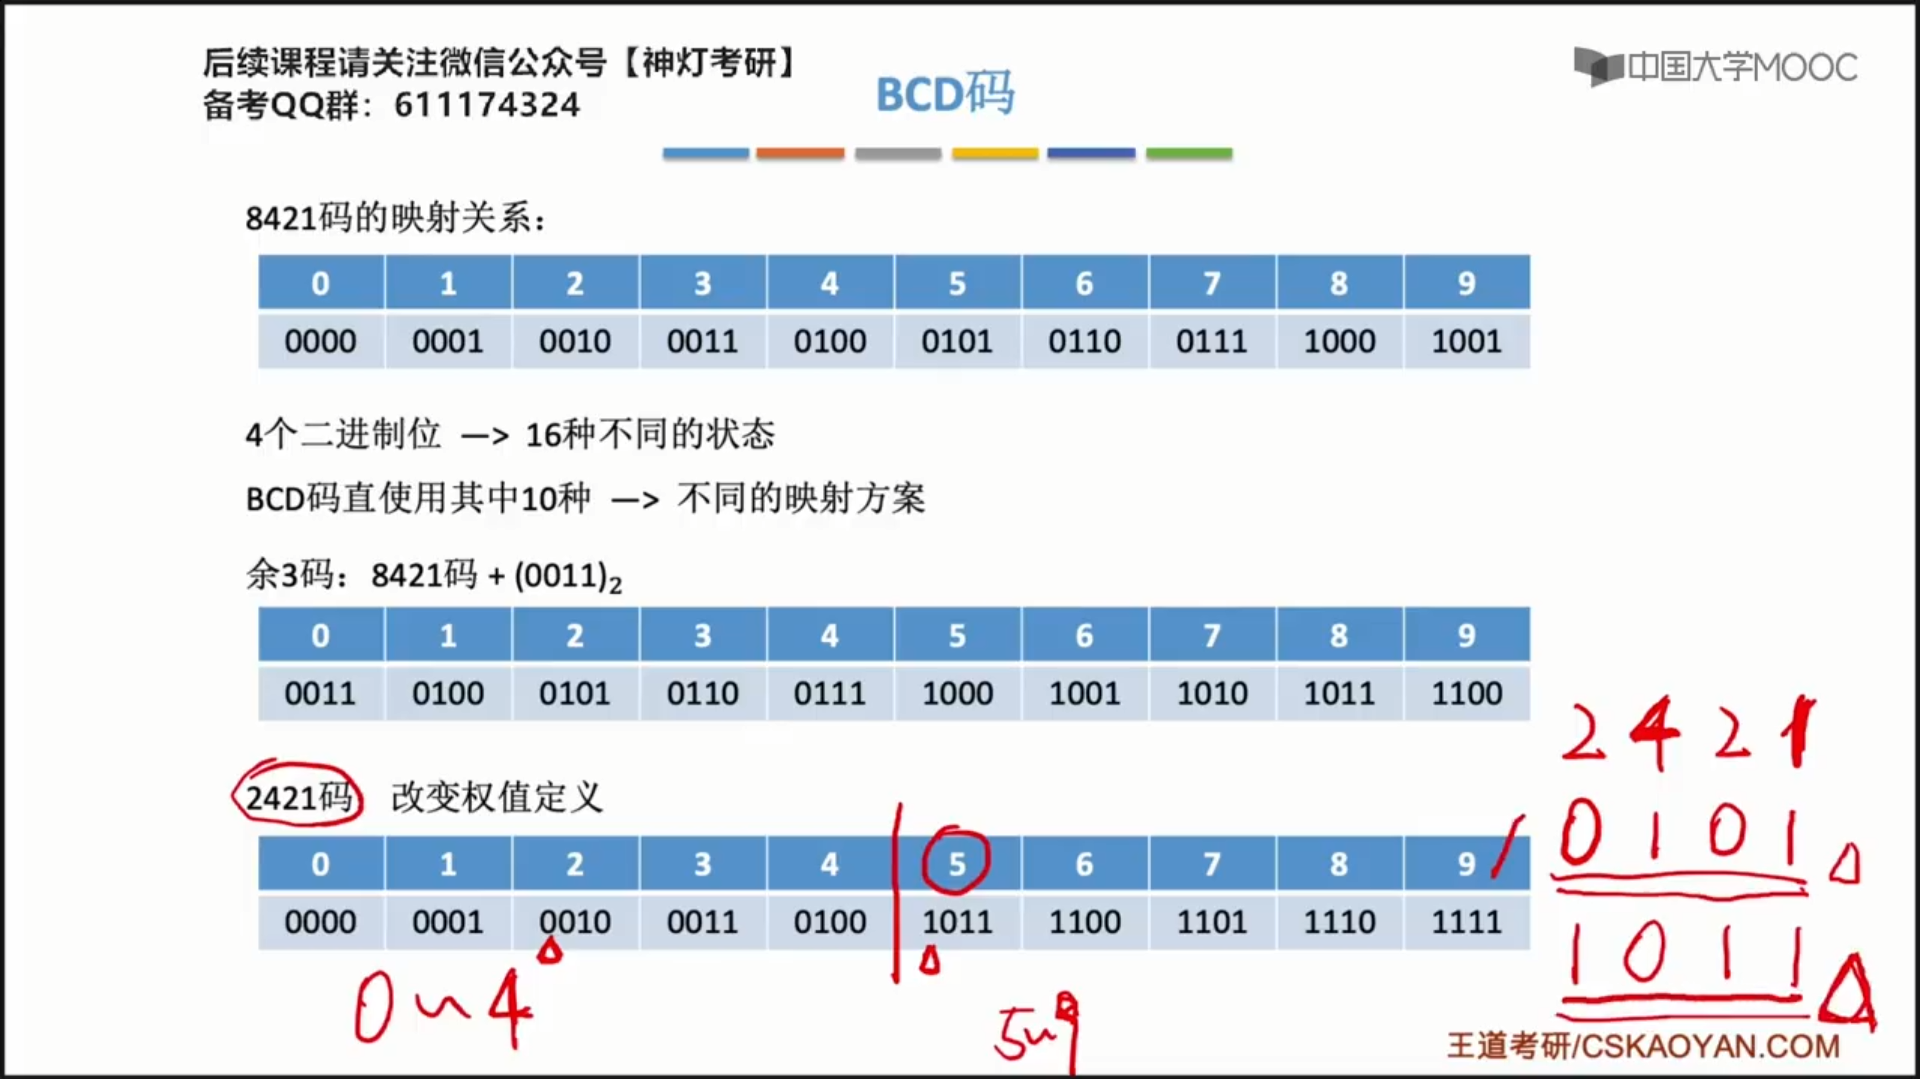 后续课程请关注微信公众号【神灯考研】
备考QQ群：611174324
BCD码
中国大学MOOC
8421码的映射关系：
0 1 2 3 4 5 6 7 8 9
0000 0001 0010 0011 0100 0101 0110 0111 1000 1001
4个二进制位 —> 16种不同的状态
BCD码直使用其中10种 —> 不同的映射方案
余3码：8421码 + (0011)₂
0 1 2 3 4 5 6 7 8 9
0011 0100 0101 0110 0111 1000 1001 1010 1011 1100
2421码 改变权值定义
0 1 2 3 4 5 6 7 8 9
0000 0001 0010 0011 0100 1011 1100 1101 1110 1111
0~4
5~9
2 4 2 1
0 1 0 1
1 0 1 1
王道考研/CSKAOYAN.COM